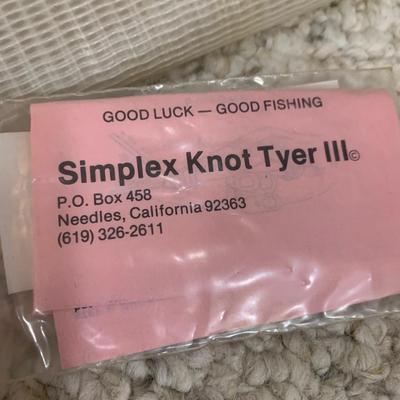 GOOD LUCK — GOOD FISHING
Simplex Knot Tyer III©
P.O. Box 458
Needles, California 92363
(619) 326-2611